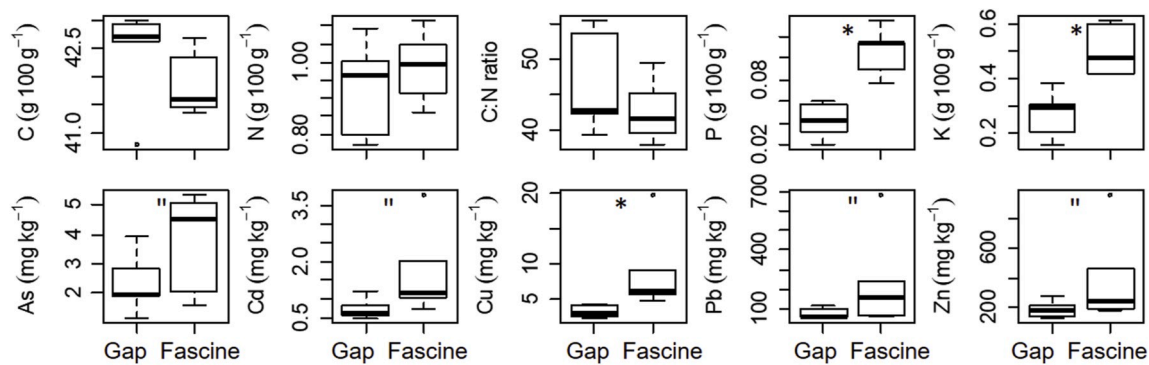 C (g 100 g⁻¹)
41.0 42.5
N (g 100 g⁻¹)
0.80 1.00
C:N ratio
40 50
P (g 100 g⁻¹)
0.02 0.08
*
K (g 100 g⁻¹)
0.2 0.4 0.6
*
As (mg kg⁻¹)
2 3 4 5
"
Cd (mg kg⁻¹)
0.5 2.0 3.5
"
Cu (mg kg⁻¹)
5 10 20
*
Pb (mg kg⁻¹)
100 400 700
"
Zn (mg kg⁻¹)
200 600
"
Gap Fascine
Gap Fascine
Gap Fascine
Gap Fascine
Gap Fascine